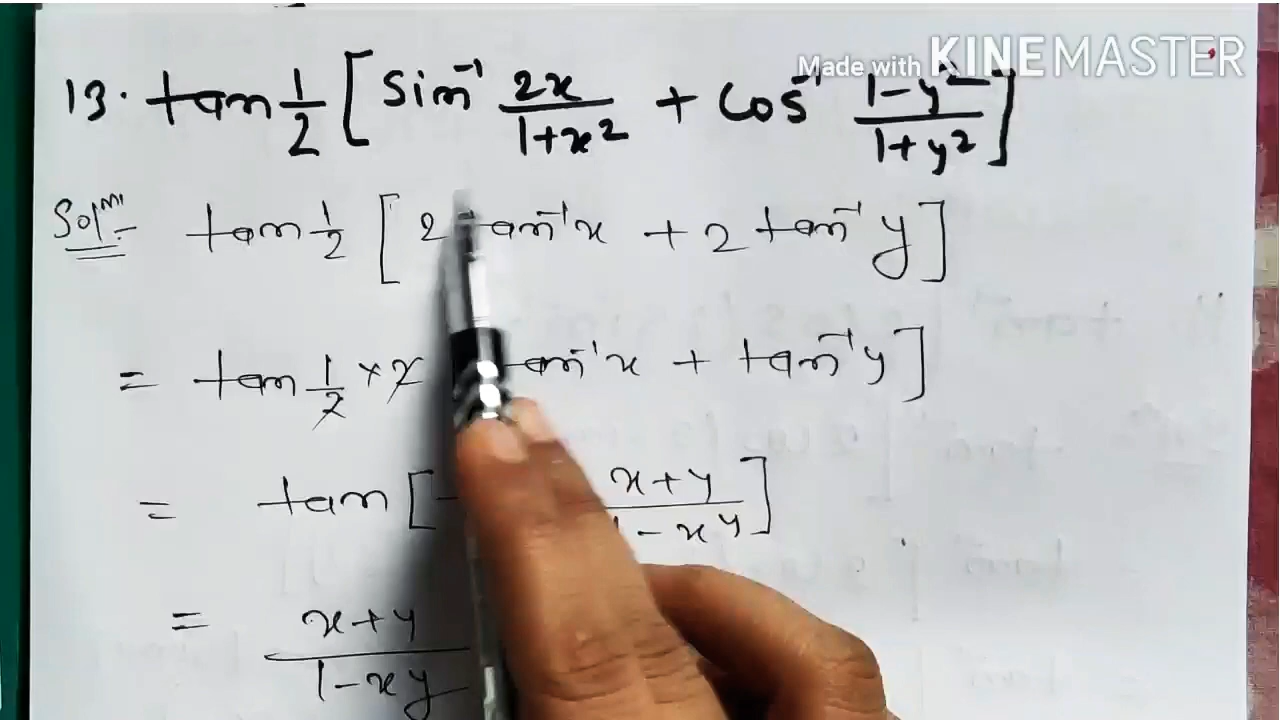 Made with KINEMASTER
13. tan 1/2 [ sin⁻¹ 2x/1+x² + cos⁻¹ 1-y²/1+y² ]
Solⁿ:- tan 1/2 [ 2 tan⁻¹x + 2 tan⁻¹ y ]
= tan 1/2 × 2 tan⁻¹x + tan⁻¹y ]
= tan [ x+y/1-xy ]
= x+y/1-xy